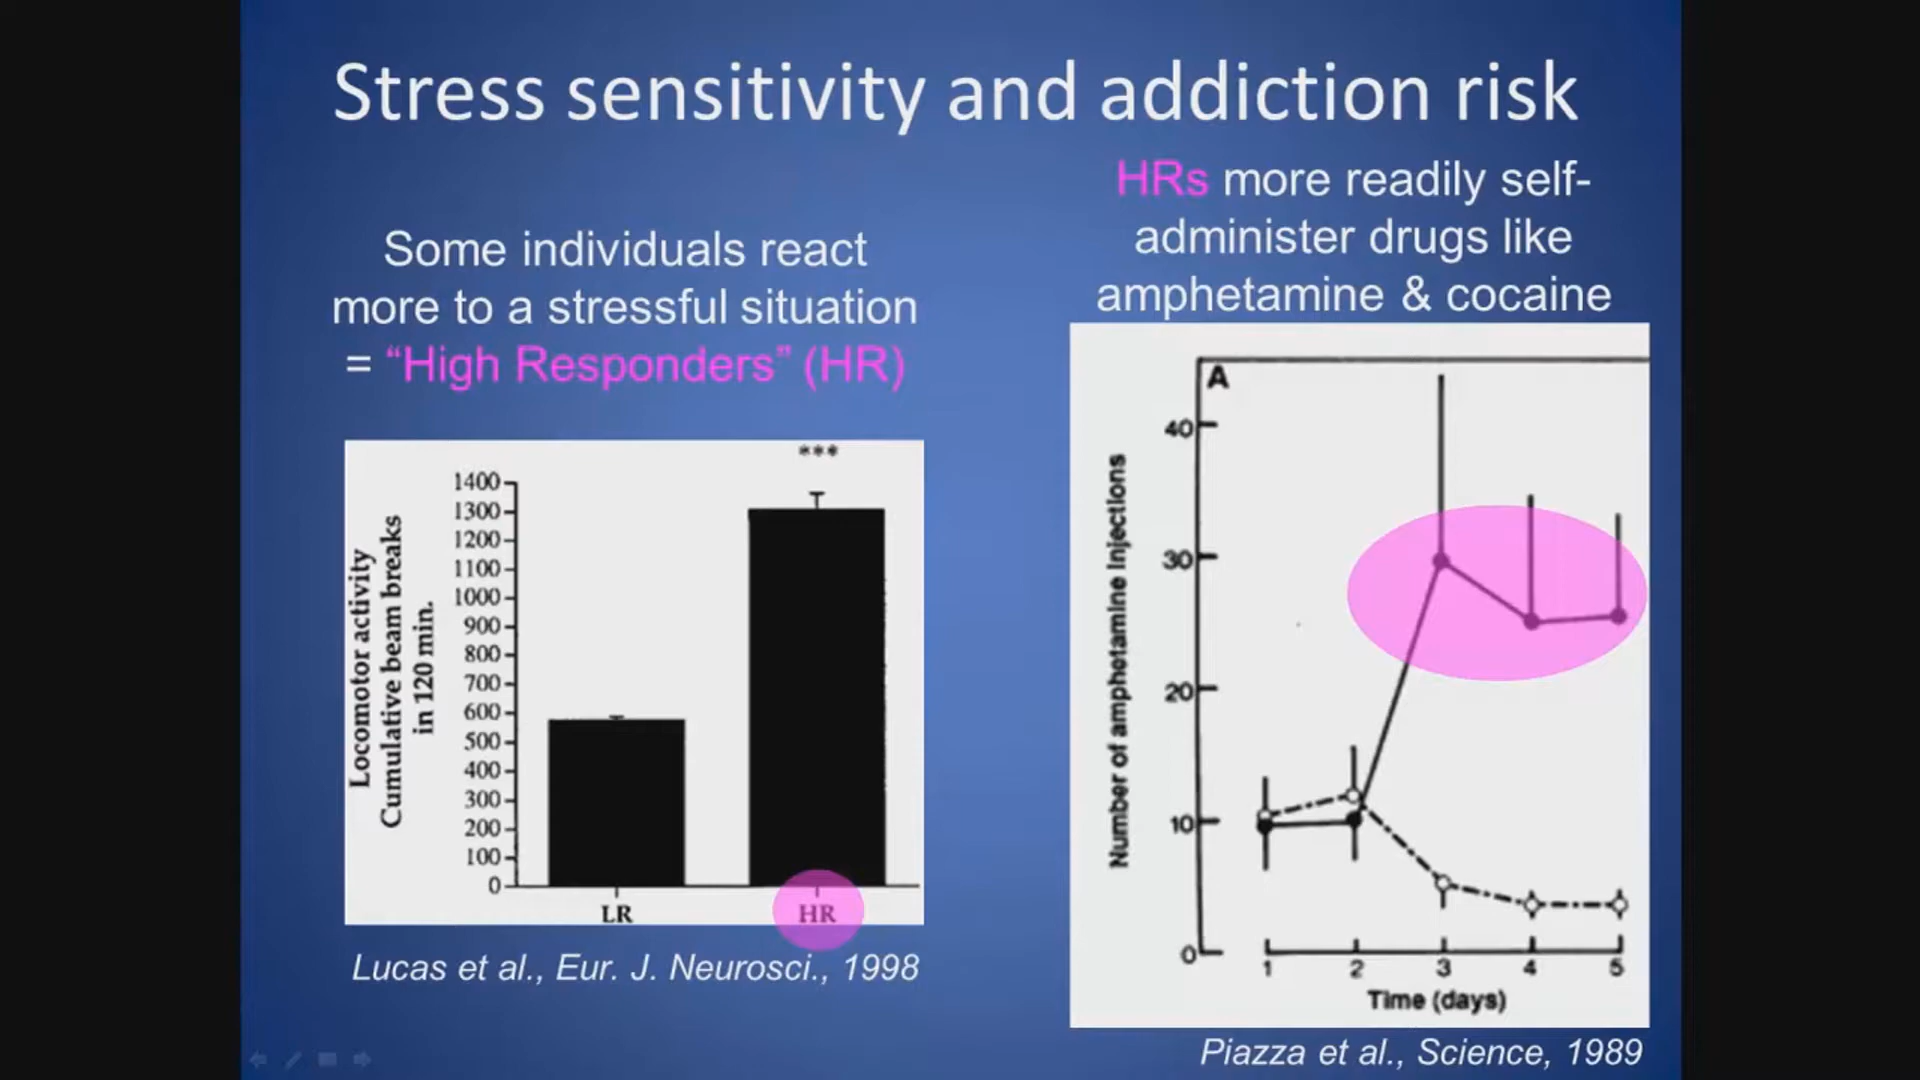 Stress sensitivity and addiction risk
Some individuals react
more to a stressful situation
= “High Responders” (HR)
***
1400
1300
1200
1100
1000
900
800
700
600
500
400
300
200
100
0
Locomotor activity
Cumulative beam breaks
in 120 min.
LR
HR
Lucas et al., Eur. J. Neurosci., 1998
HRs more readily self-
administer drugs like
amphetamine & cocaine
A
40
30
20
10
0
Number of amphetamine injections
1 2 3 4 5
Time (days)
Piazza et al., Science, 1989